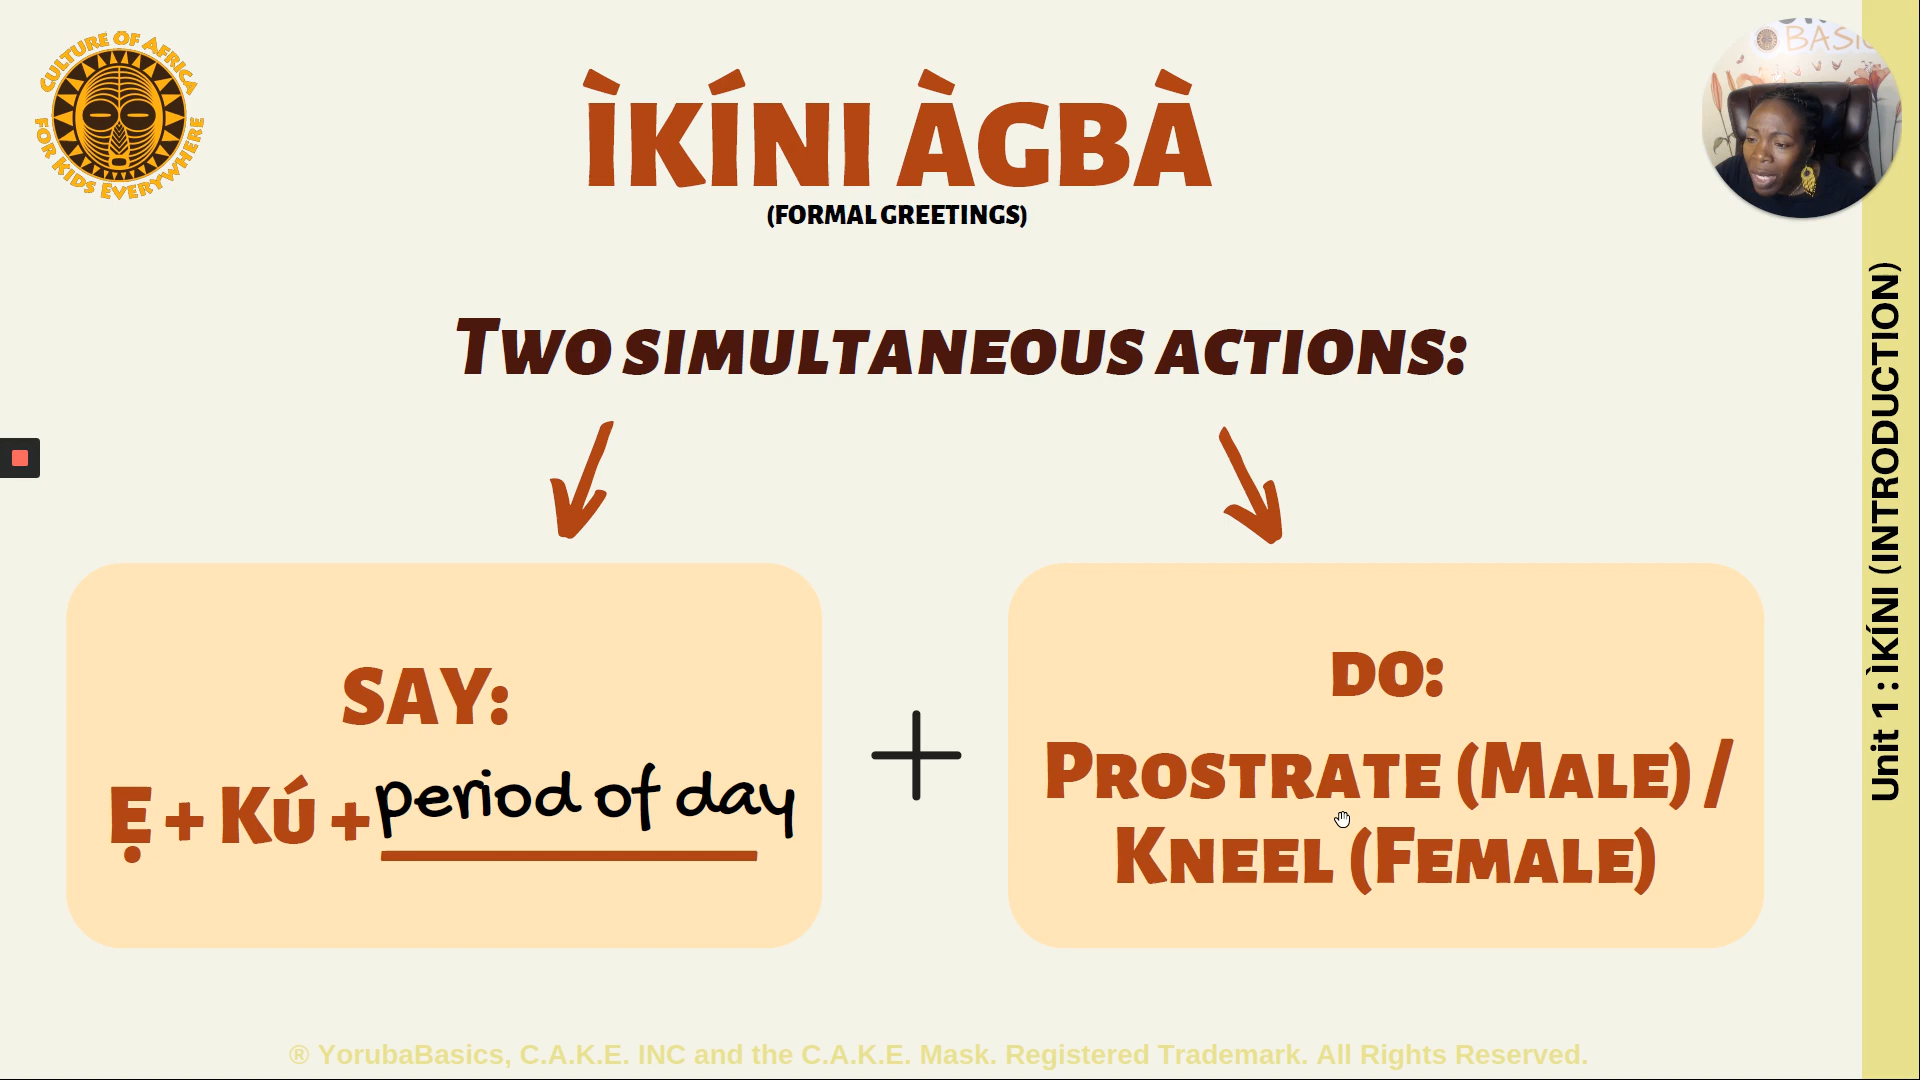 CULTURE OF AFRICA
FOR KIDS EVERYWHERE
ÌKÍNI ÀGBÀ
(FORMAL GREETINGS)
TWO SIMULTANEOUS ACTIONS:
SAY:
Ẹ + KÚ + period of day
DO:
PROSTRATE (MALE) /
KNEEL (FEMALE)
Unit 1 : ÌKÍNI (INTRODUCTION)
® YorubaBasics, C.A.K.E. INC and the C.A.K.E. Mask. Registered Trademark. All Rights Reserved.